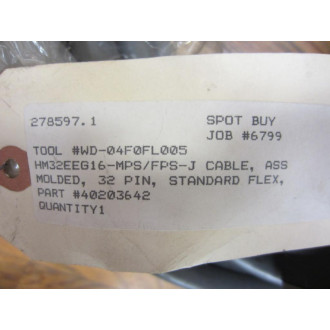 278597.1 SPOT BUY
JOB #6799
TOOL #WD-04F0FL005
HM32EEG16-MPS/FPS-J CABLE, ASS
MOLDED, 32 PIN, STANDARD FLEX,
PART #40203642
QUANTITY1